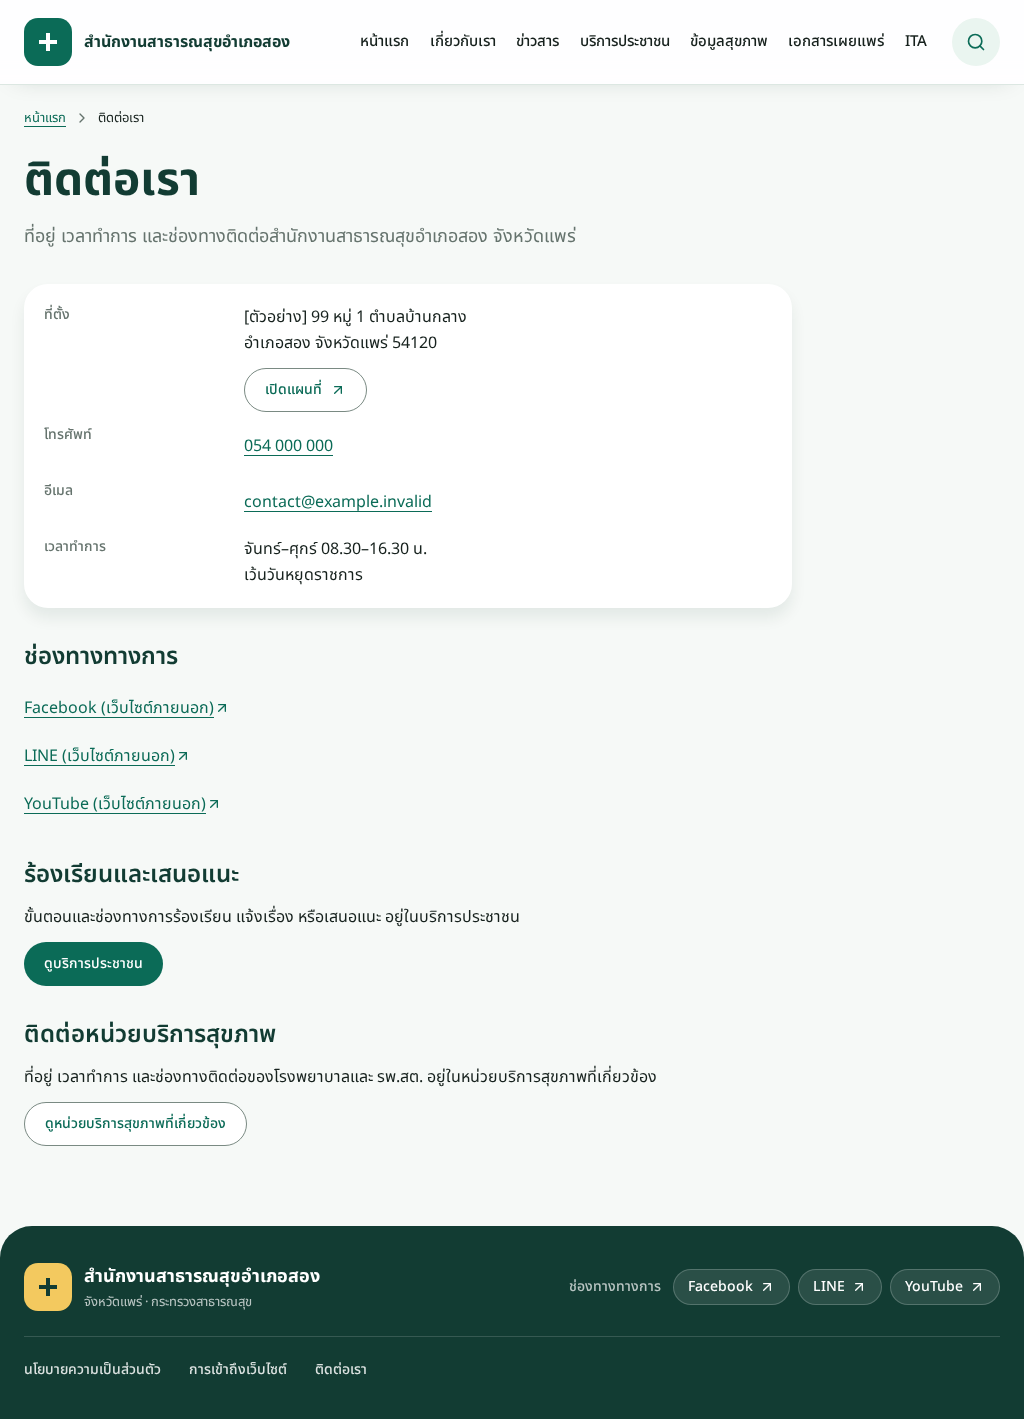 สำนักงานสาธารณสุขอำเภอสอง
หน้าแรก เกี่ยวกับเรา ข่าวสาร บริการประชาชน ข้อมูลสุขภาพ เอกสารเผยแพร่ ITA
หน้าแรก ติดต่อเรา
ติดต่อเรา
ที่อยู่ เวลาทำการ และช่องทางติดต่อสำนักงานสาธารณสุขอำเภอสอง จังหวัดแพร่
ที่ตั้ง
[ตัวอย่าง] 99 หมู่ 1 ตำบลบ้านกลาง
อำเภอสอง จังหวัดแพร่ 54120
เปิดแผนที่
โทรศัพท์
054 000 000
อีเมล
contact@example.invalid
เวลาทำการ
จันทร์–ศุกร์ 08.30–16.30 น.
เว้นวันหยุดราชการ
ช่องทางทางการ
Facebook (เว็บไซต์ภายนอก)
LINE (เว็บไซต์ภายนอก)
YouTube (เว็บไซต์ภายนอก)
ร้องเรียนและเสนอแนะ
ขั้นตอนและช่องทางการร้องเรียน แจ้งเรื่อง หรือเสนอแนะ อยู่ในบริการประชาชน
ดูบริการประชาชน
ติดต่อหน่วยบริการสุขภาพ
ที่อยู่ เวลาทำการ และช่องทางติดต่อของโรงพยาบาลและ รพ.สต. อยู่ในหน่วยบริการสุขภาพที่เกี่ยวข้อง
ดูหน่วยบริการสุขภาพที่เกี่ยวข้อง
สำนักงานสาธารณสุขอำเภอสอง
จังหวัดแพร่ · กระทรวงสาธารณสุข
ช่องทางทางการ Facebook LINE YouTube
นโยบายความเป็นส่วนตัว การเข้าถึงเว็บไซต์ ติดต่อเรา